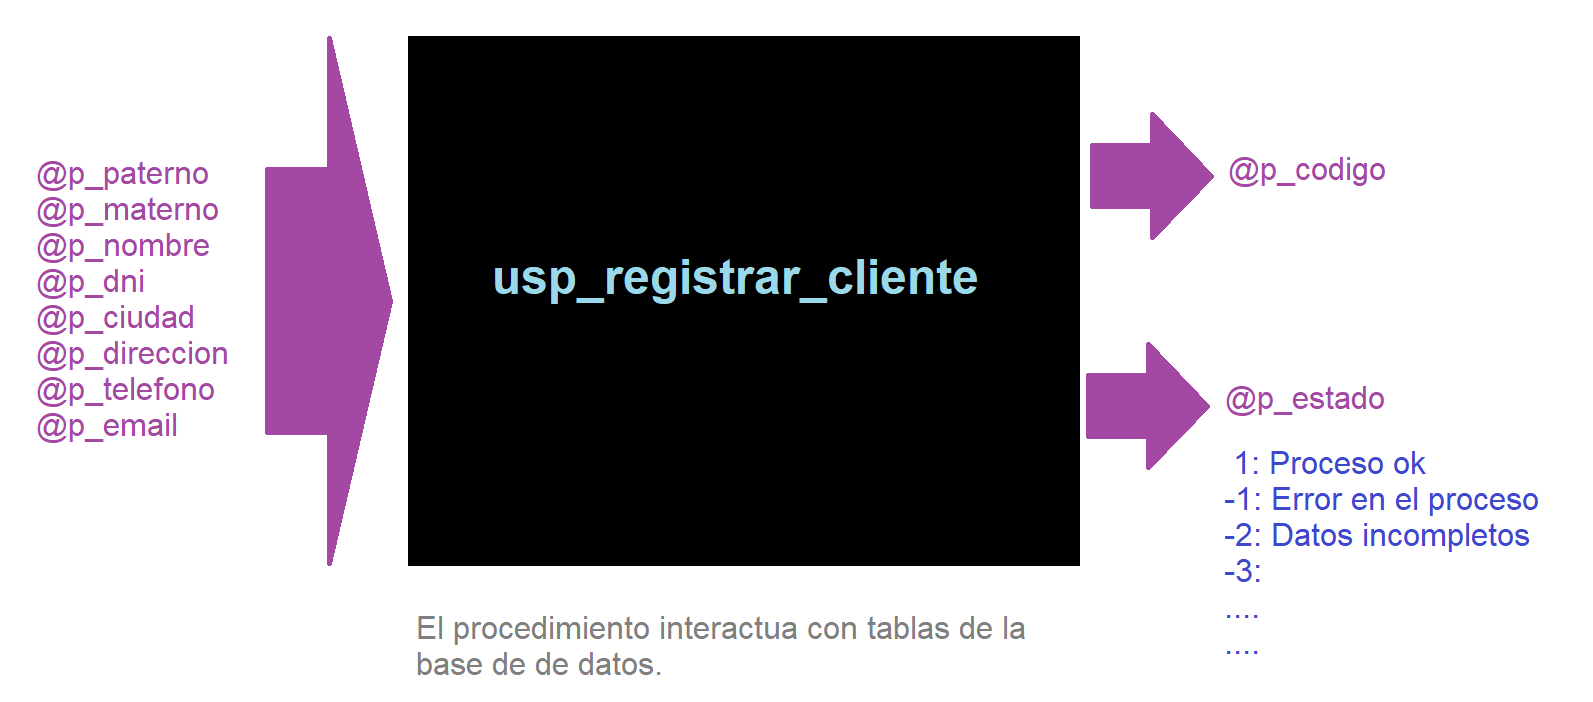 @p_paterno
@p_materno
@p_nombre
@p_dni
@p_ciudad
@p_direccion
@p_telefono
@p_email
usp_registrar_cliente
El procedimiento interactua con tablas de la
base de de datos.
@p_codigo
@p_estado
1: Proceso ok
-1: Error en el proceso
-2: Datos incompletos
-3:
....
....